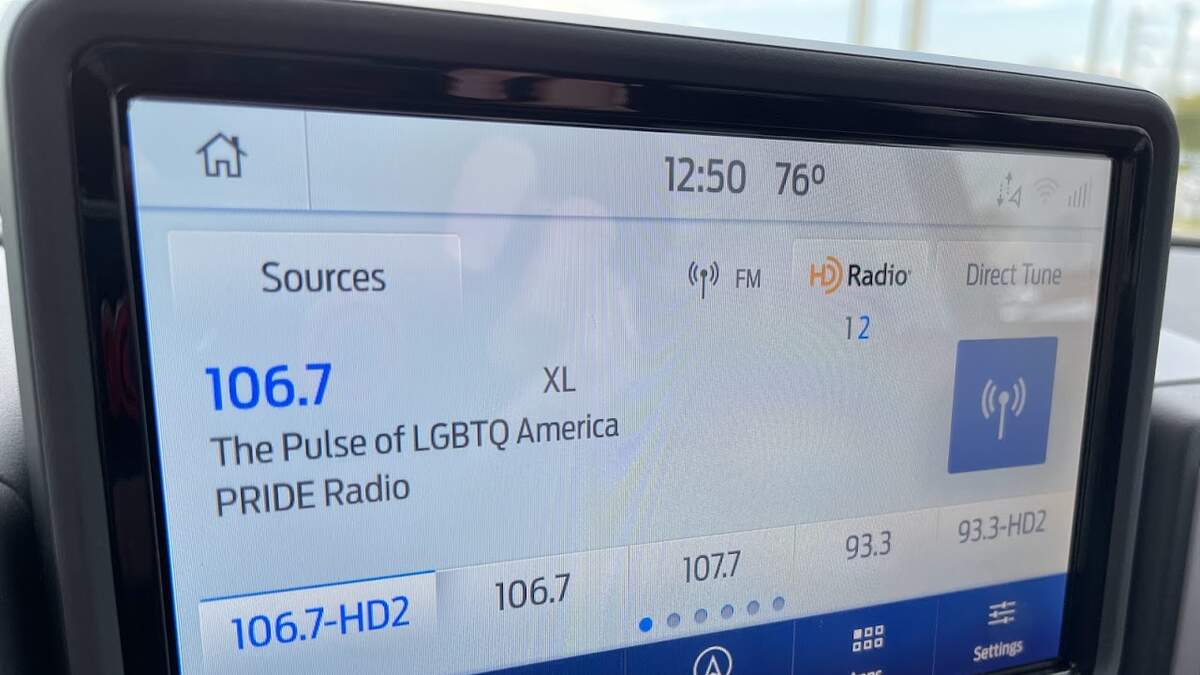 12:50 76º
Sources FM HD Radio Direct Tune
1 2
106.7 XL
The Pulse of LGBTQ America
PRIDE Radio
106.7-HD2 106.7 107.7 93.3 93.3-HD2
Settings